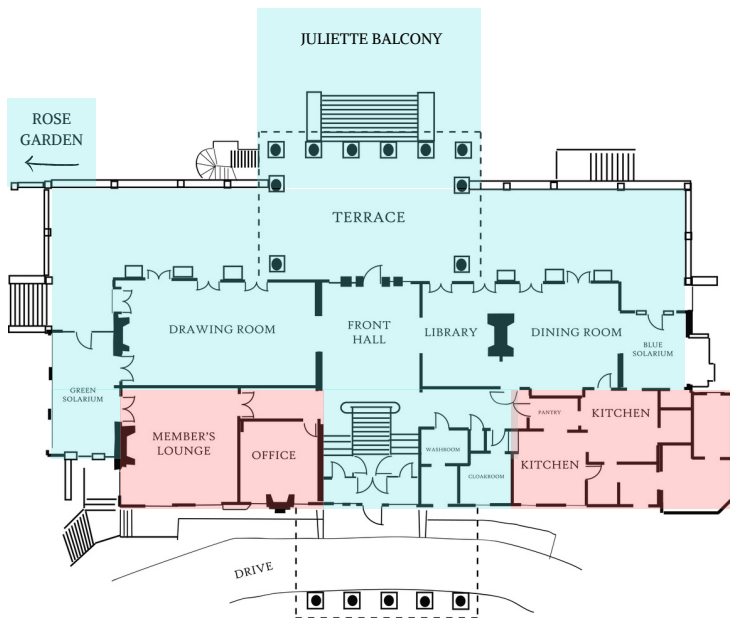 JULIETTE BALCONY
ROSE
GARDEN
TERRACE
DRAWING ROOM
FRONT
HALL
LIBRARY
DINING ROOM
BLUE
SOLARIUM
GREEN
SOLARIUM
MEMBER'S
LOUNGE
OFFICE
WASHROOM
CLOAKROOM
PANTRY
KITCHEN
KITCHEN
DRIVE